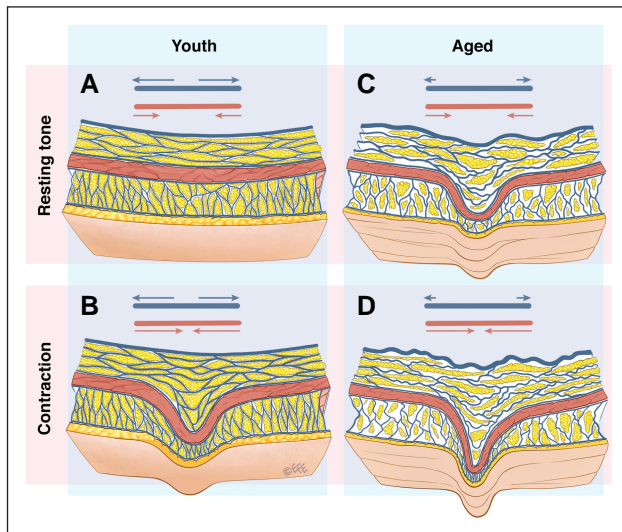 Youth
Aged
Resting tone
A
C
Contraction
B
D
©EFE